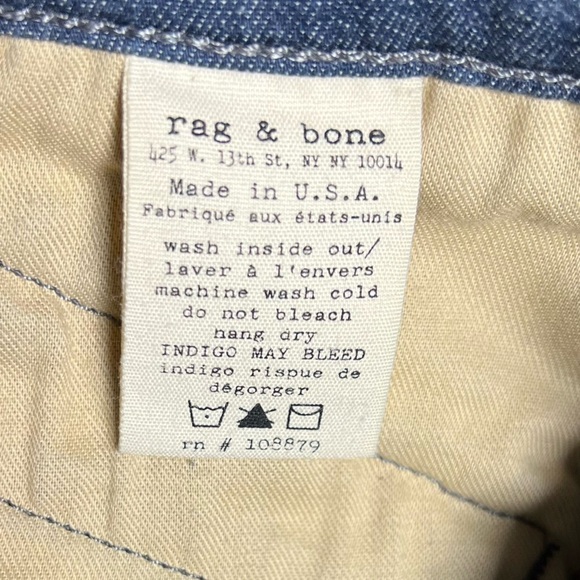 rag & bone
425 W. 13th St, NY NY 10014
Made in U.S.A.
Fabriqué aux états-unis
wash inside out/
laver à l'envers
machine wash cold
do not bleach
hang dry
INDIGO MAY BLEED
indigo rispue de
dégorger
rn # 108879